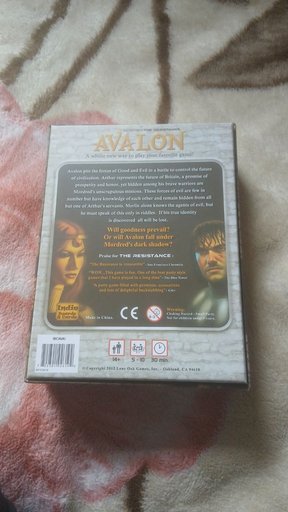 AVALON
A whole new way to play your favorite game!
Avalon pits the forces of Good and Evil in a battle to control the future
of civilization. Arthur represents the future of Britain, a promise of
prosperity and honor, yet hidden among his brave warriors are
Mordred's unscrupulous minions. These forces of evil are few in
number but have knowledge of each other and remain hidden from all
but one of Arthur's servants. Merlin alone knows the agents of evil, but
he must speak of this only in riddles. If his true identity
is discovered all will be lost.
Will goodness prevail?
Or will Avalon fall under
Mordred's dark shadow?
Praise for THE RESISTANCE:
Indie
Boards
& Cards
Made in
China.
CE
WARNING:
14+
5 - 10
30 min
© Copyright 2012
Games, Inc. - Oakland, CA